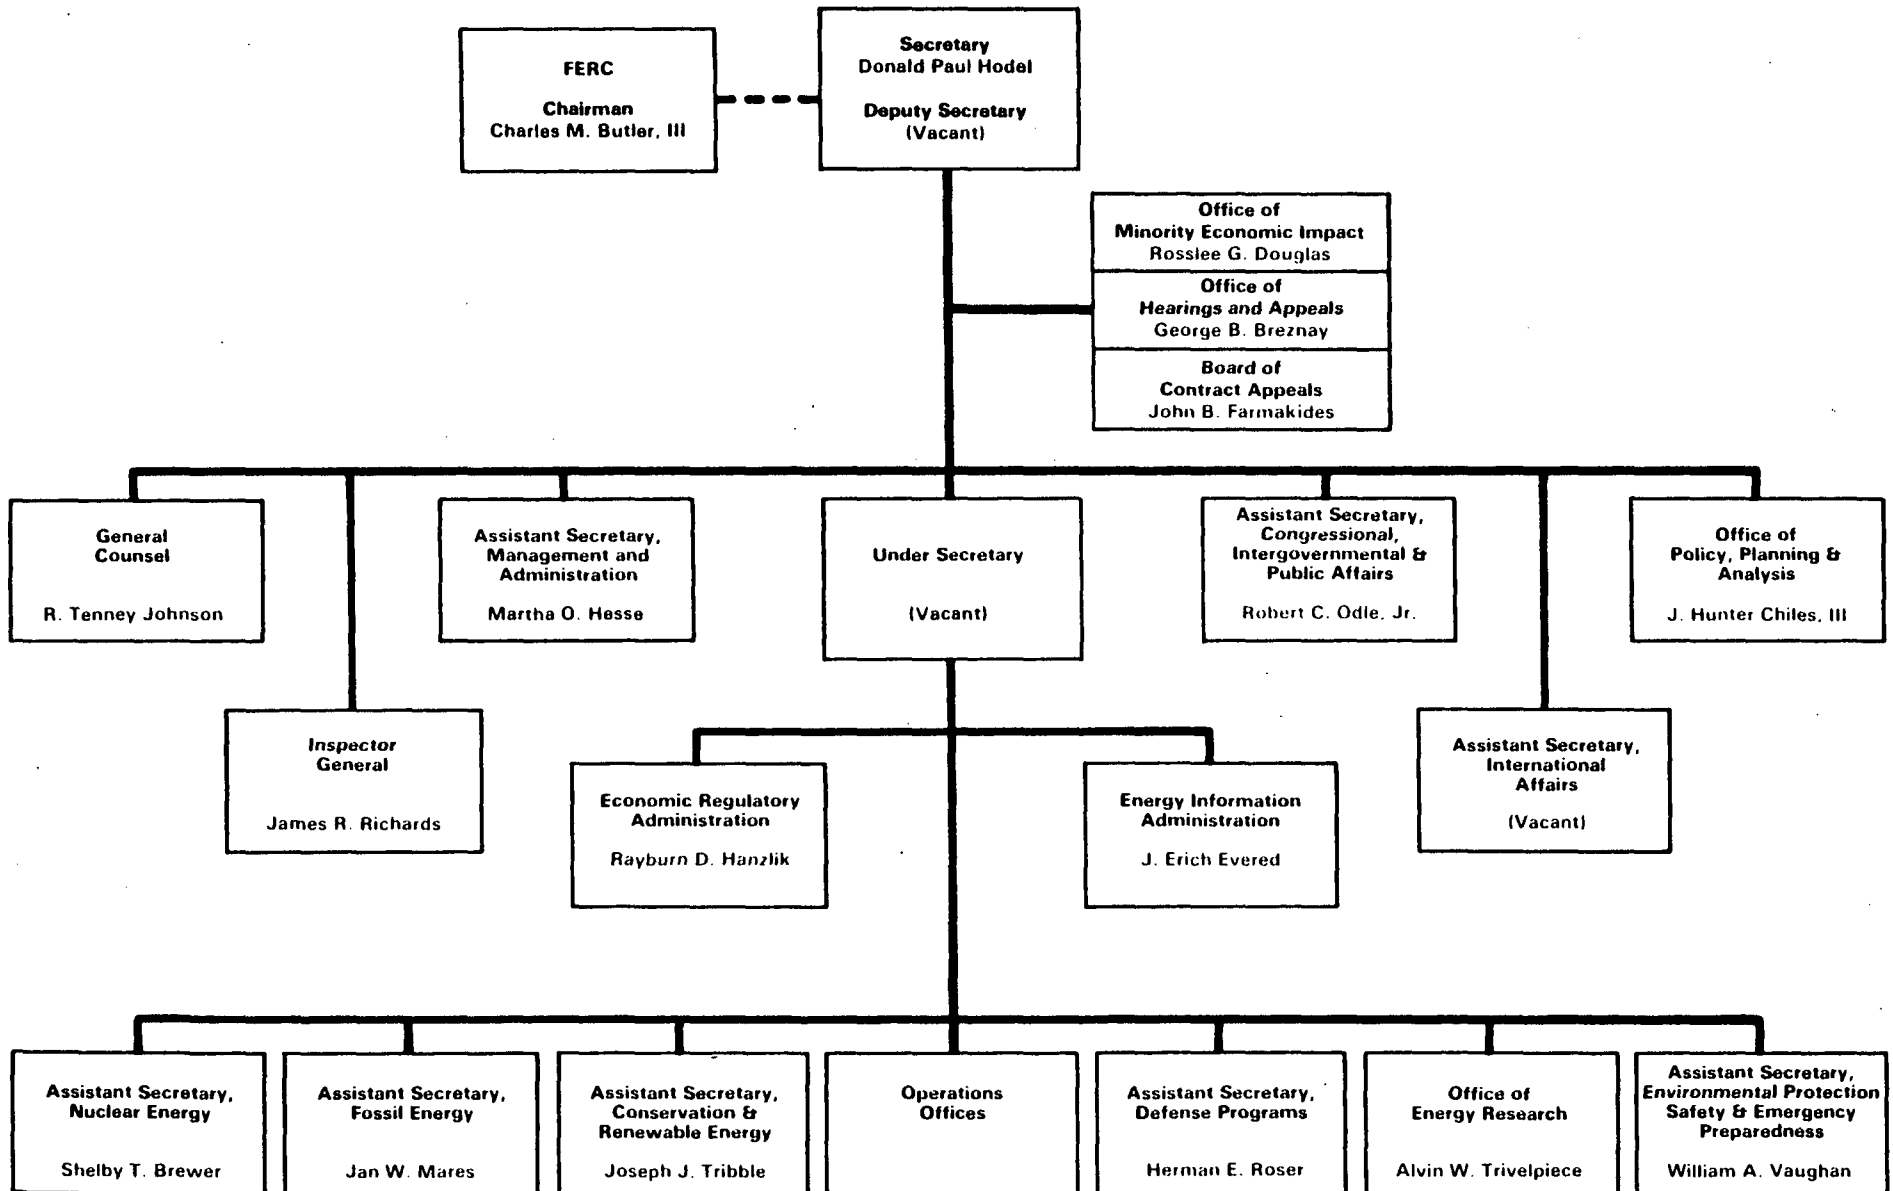 FERC
Chairman
Charles M. Butler, III
Secretary
Donald Paul Hodel
Deputy Secretary
(Vacant)
Office of
Minority Economic Impact
Rosslee G. Douglas
Office of
Hearings and Appeals
George B. Breznay
Board of
Contract Appeals
John B. Farmakides
General
Counsel
R. Tenney Johnson
Assistant Secretary,
Management and
Administration
Martha O. Hesse
Under Secretary
(Vacant)
Assistant Secretary,
Congressional,
Intergovernmental &
Public Affairs
Robert C. Odle, Jr.
Office of
Policy, Planning &
Analysis
J. Hunter Chiles, III
Inspector
General
James R. Richards
Economic Regulatory
Administration
Rayburn D. Hanzlik
Energy Information
Administration
J. Erich Evered
Assistant Secretary,
International
Affairs
(Vacant)
Assistant Secretary,
Nuclear Energy
Shelby T. Brewer
Assistant Secretary,
Fossil Energy
Jan W. Mares
Assistant Secretary,
Conservation &
Renewable Energy
Joseph J. Tribble
Operations
Offices
Assistant Secretary,
Defense Programs
Herman E. Roser
Office of
Energy Research
Alvin W. Trivelpiece
Assistant Secretary,
Environmental Protection
Safety & Emergency
Preparedness
William A. Vaughan